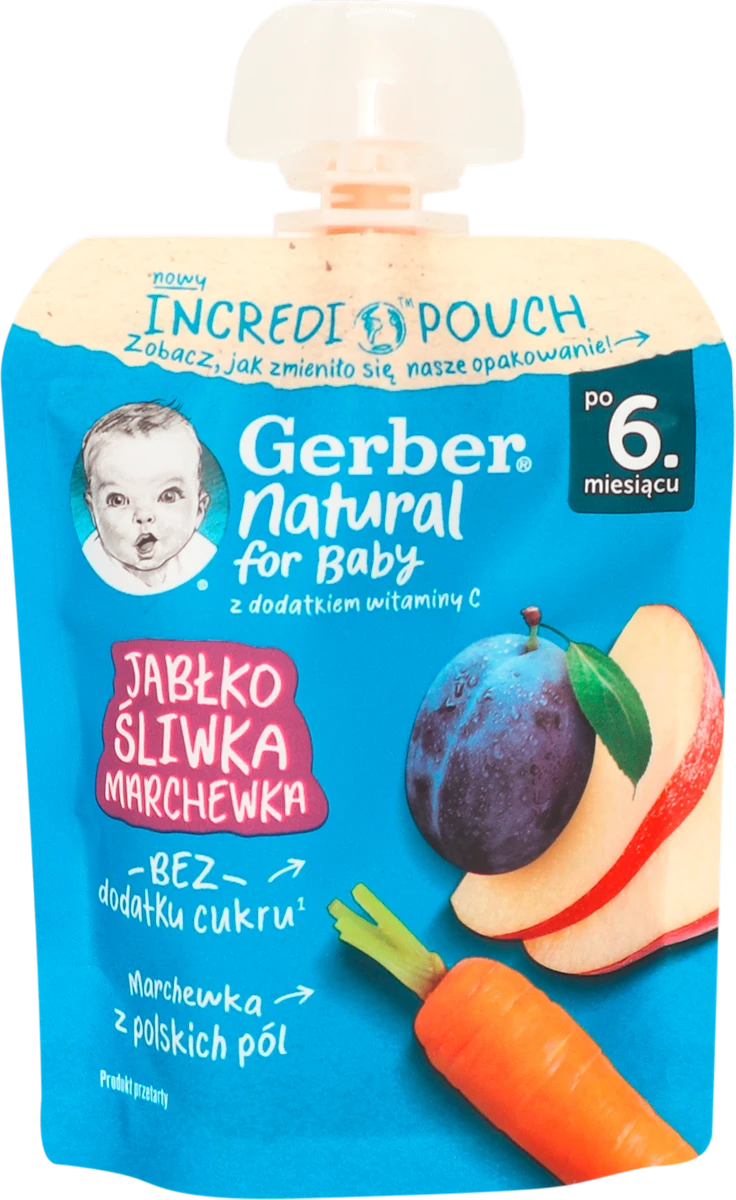 nowy
INCREDI POUCH™
Zobacz, jak zmieniło się nasze opakowanie!
po
6.
miesiącu
Gerber®
Natural
for Baby
z dodatkiem witaminy C
®
JABŁKO
ŚLIWKA
MARCHEWKA
-BEZ-
dodatku cukru¹
Marchewka
z polskich pól
Produkt przetarty